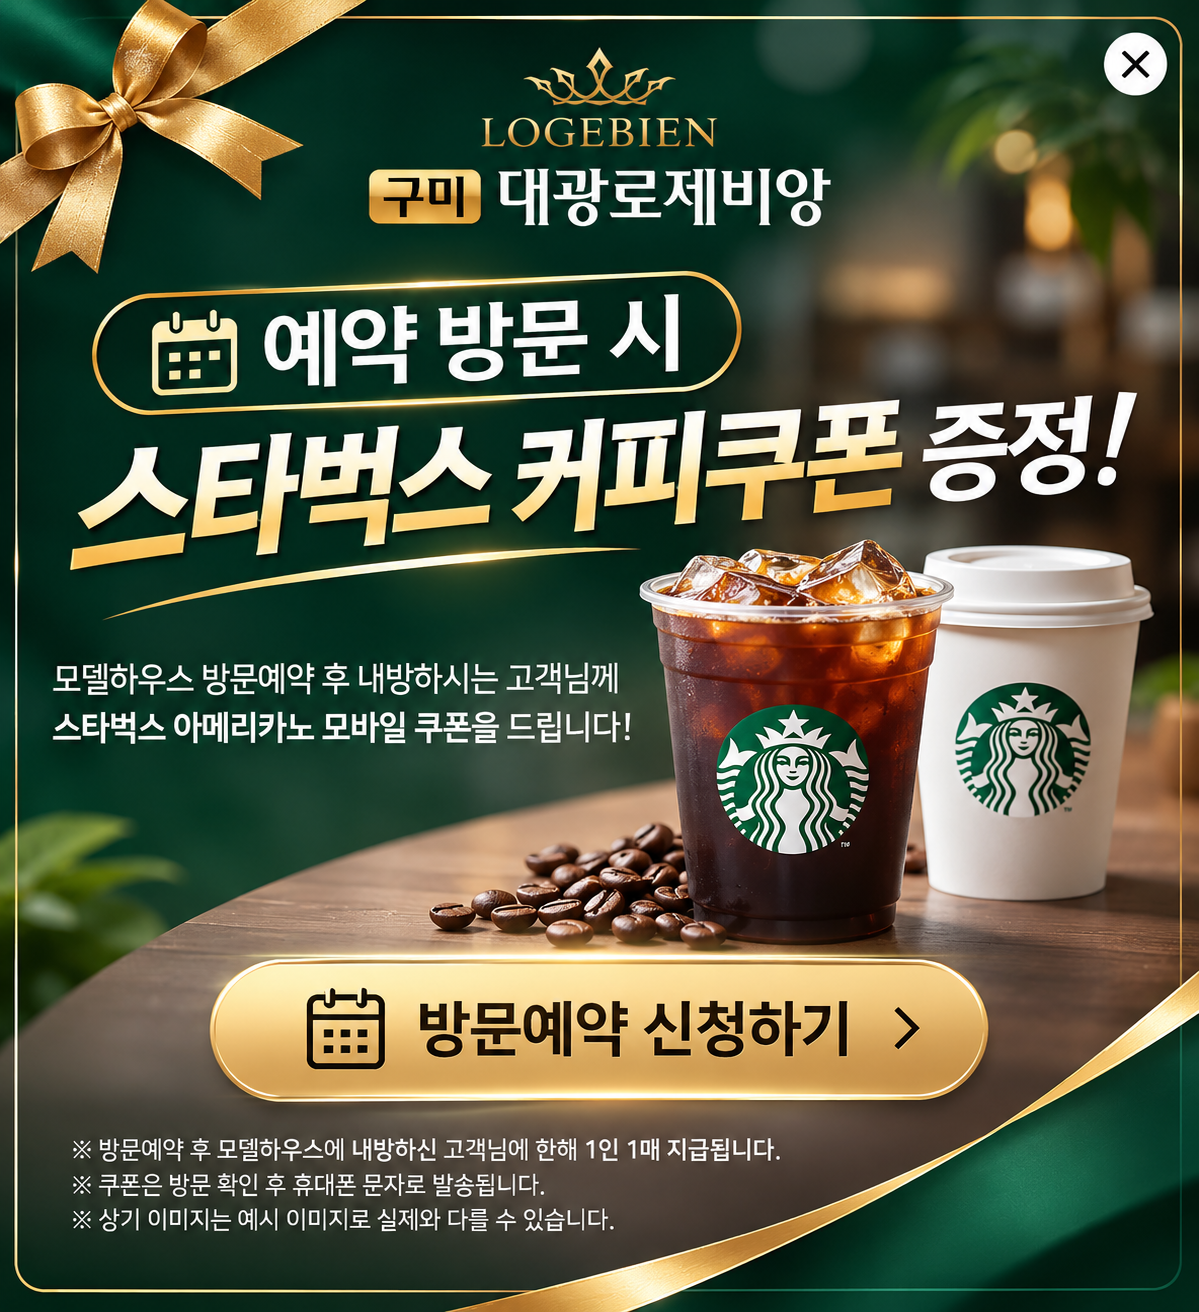 LOGEBIEN
구미 대광로제비앙
예약 방문 시
스타벅스 커피쿠폰 증정!
모델하우스 방문예약 후 내방하시는 고객님께
스타벅스 아메리카노 모바일 쿠폰을 드립니다!
TM
TM
방문예약 신청하기
※ 방문예약 후 모델하우스에 내방하신 고객님에 한해 1인 1매 지급됩니다.
※ 쿠폰은 방문 확인 후 휴대폰 문자로 발송됩니다.
※ 상기 이미지는 예시 이미지로 실제와 다를 수 있습니다.